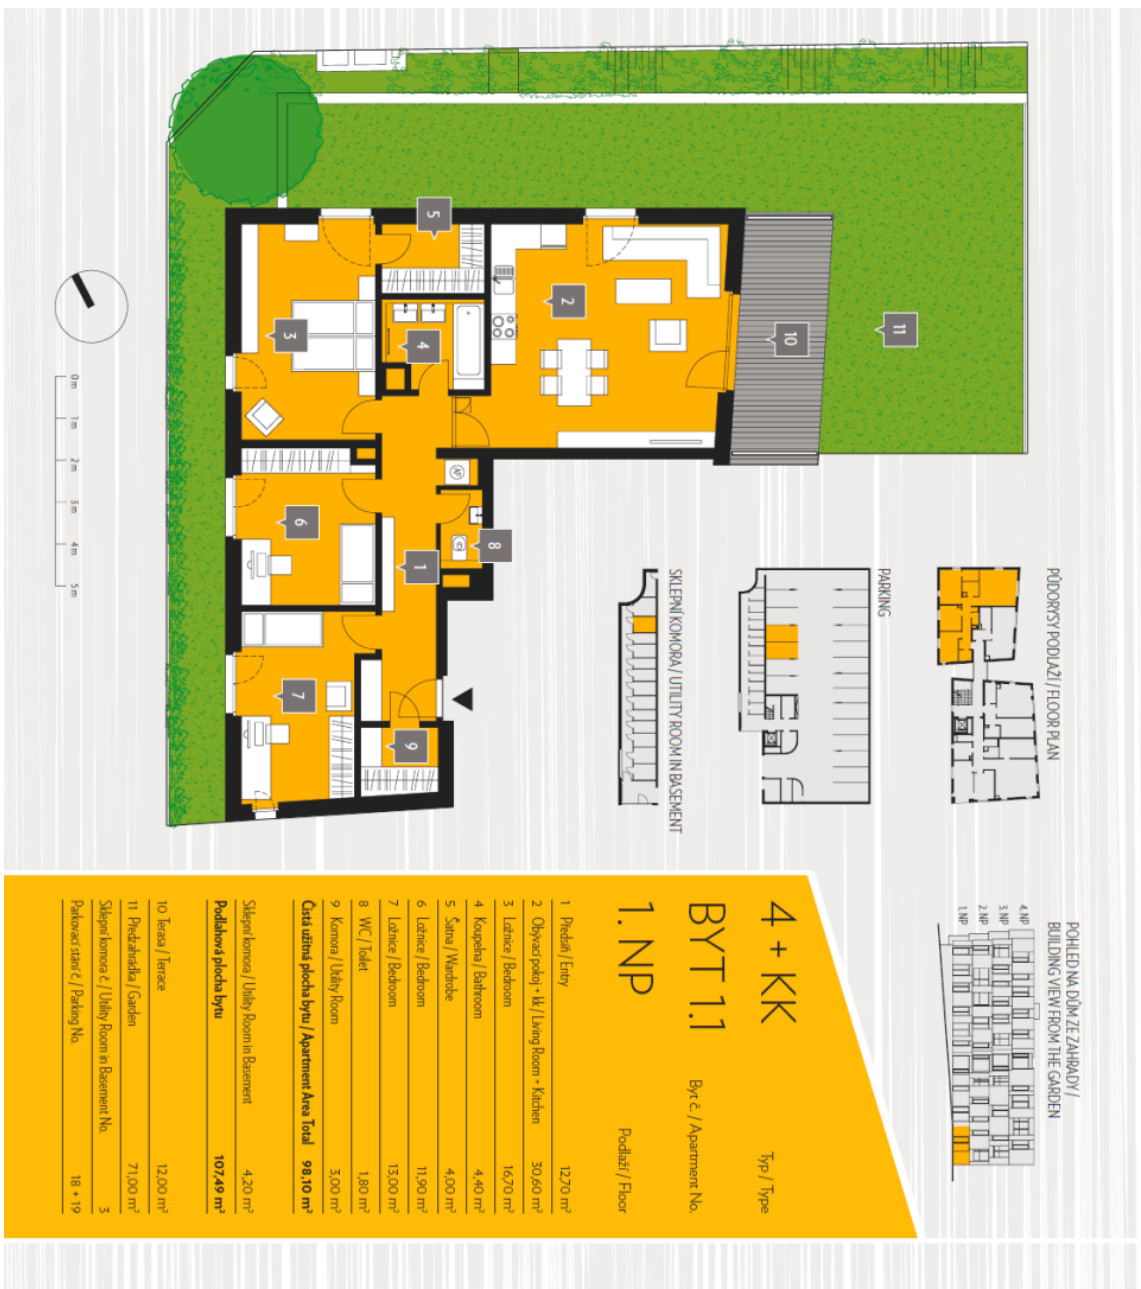 4 + KK Typ / Type
BYT 1.1 Byt č. / Apartment No.
1. NP Podlaží / Floor
1 Předsíň / Entry 12,70 m²
2 Obývací pokoj + kk / Living Room + Kitchen 30,60 m²
3 Ložnice / Bedroom 16,70 m²
4 Koupelna / Bathroom 4,40 m²
5 Šatna / Wardrobe 4,00 m²
6 Ložnice / Bedroom 11,90 m²
7 Ložnice / Bedroom 13,00 m²
8 WC / Toilet 1,80 m²
9 Komora / Utility Room 3,00 m²
Čistá užitná plocha bytu / Apartment Area Total 98,10 m²
Sklepní komora / Utility Room in Basement 4,20 m²
Podlahová plocha bytu 107,49 m²
10 Terasa / Terrace 12,00 m²
11 Předzahrádka / Garden 71,00 m²
Sklepní komora č. / Utility Room in Basement No. 3
Parkovací stání č. / Parking No. 18 + 19
POHLED NA DŮM ZE ZAHRADY /
BUILDING VIEW FROM THE GARDEN
4.NP
3.NP
2.NP
1.NP
PŮDORYSY PODLAŽÍ / FLOOR PLAN
PARKING
SKLEPNÍ KOMORA / UTILITY ROOM IN BASEMENT
11
10
2
5
4
3
AP
8
1
6
7
9
0m 1m 2m 3m 4m 5m